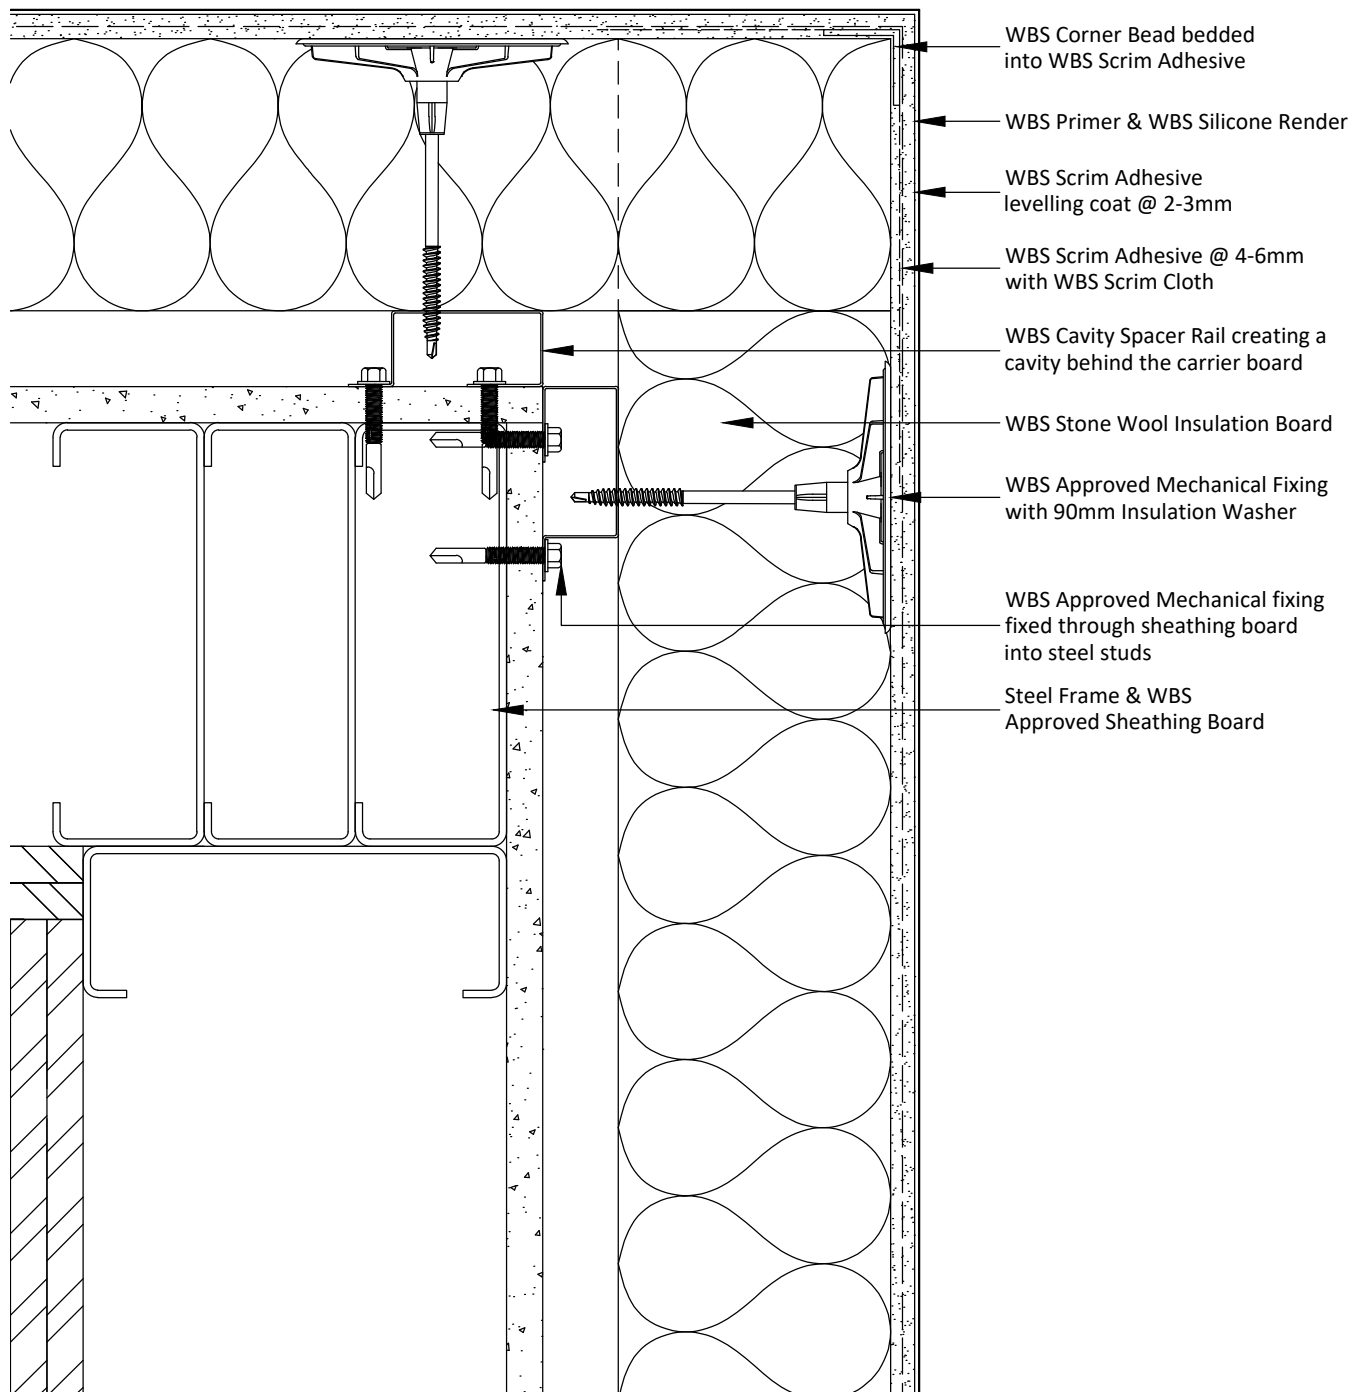 WBS Corner Bead bedded
into WBS Scrim Adhesive
WBS Primer & WBS Silicone Render
WBS Scrim Adhesive
levelling coat @ 2-3mm
WBS Scrim Adhesive @ 4-6mm
with WBS Scrim Cloth
WBS Cavity Spacer Rail creating a
cavity behind the carrier board
WBS Stone Wool Insulation Board
WBS Approved Mechanical Fixing
with 90mm Insulation Washer
WBS Approved Mechanical fixing
fixed through sheathing board
into steel studs
Steel Frame & WBS
Approved Sheathing Board